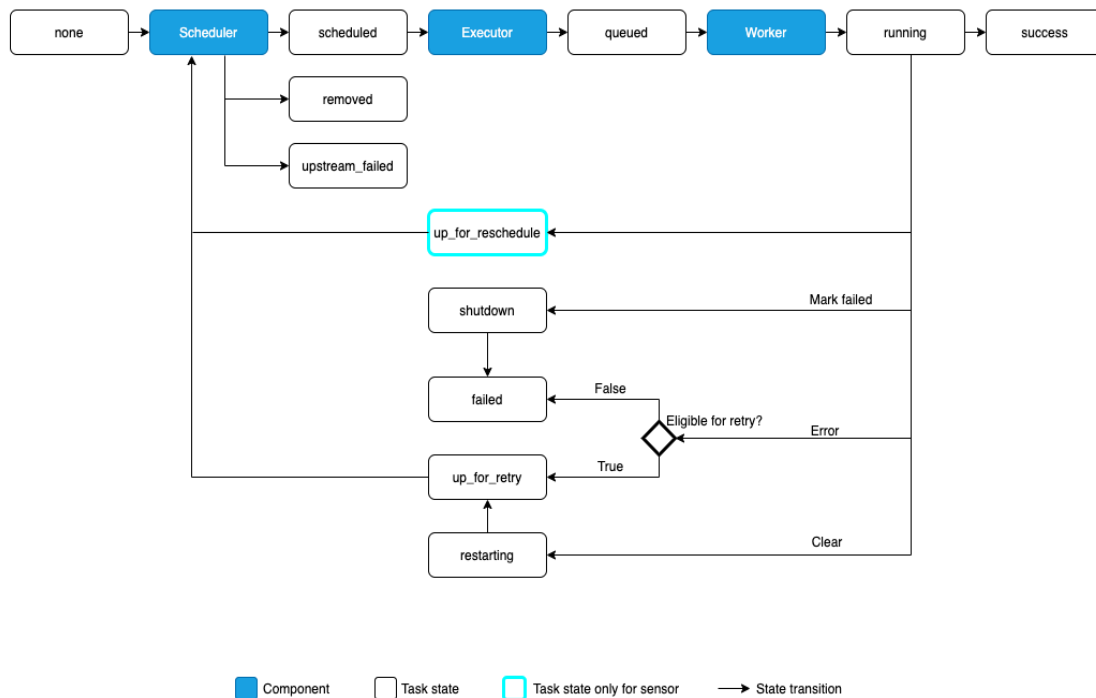 none
Scheduler
scheduled
Executor
queued
Worker
running
success
removed
upstream_failed
up_for_reschedule
shutdown
Mark failed
failed
False
Eligible for retry?
Error
True
up_for_retry
restarting
Clear
Component
Task state
Task state only for sensor
State transition